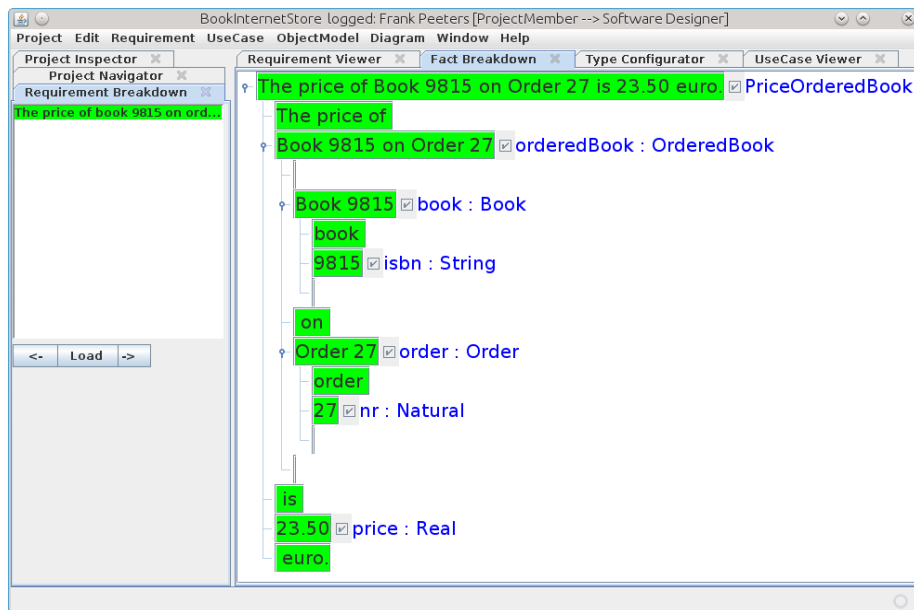 BookInternetStore logged: Frank Peeters [ProjectMember --> Software Designer]
Project Edit Requirement UseCase ObjectModel Diagram Window Help
Project Inspector
Project Navigator
Requirement Breakdown
The price of book 9815 on ord...
<- Load ->
Requirement Viewer Fact Breakdown Type Configurator UseCase Viewer
The price of Book 9815 on Order 27 is 23.50 euro. PriceOrderedBook
The price of
Book 9815 on Order 27 orderedBook : OrderedBook
Book 9815 book : Book
book
9815 isbn : String
on
Order 27 order : Order
order
27 nr : Natural
is
23.50 price : Real
euro.